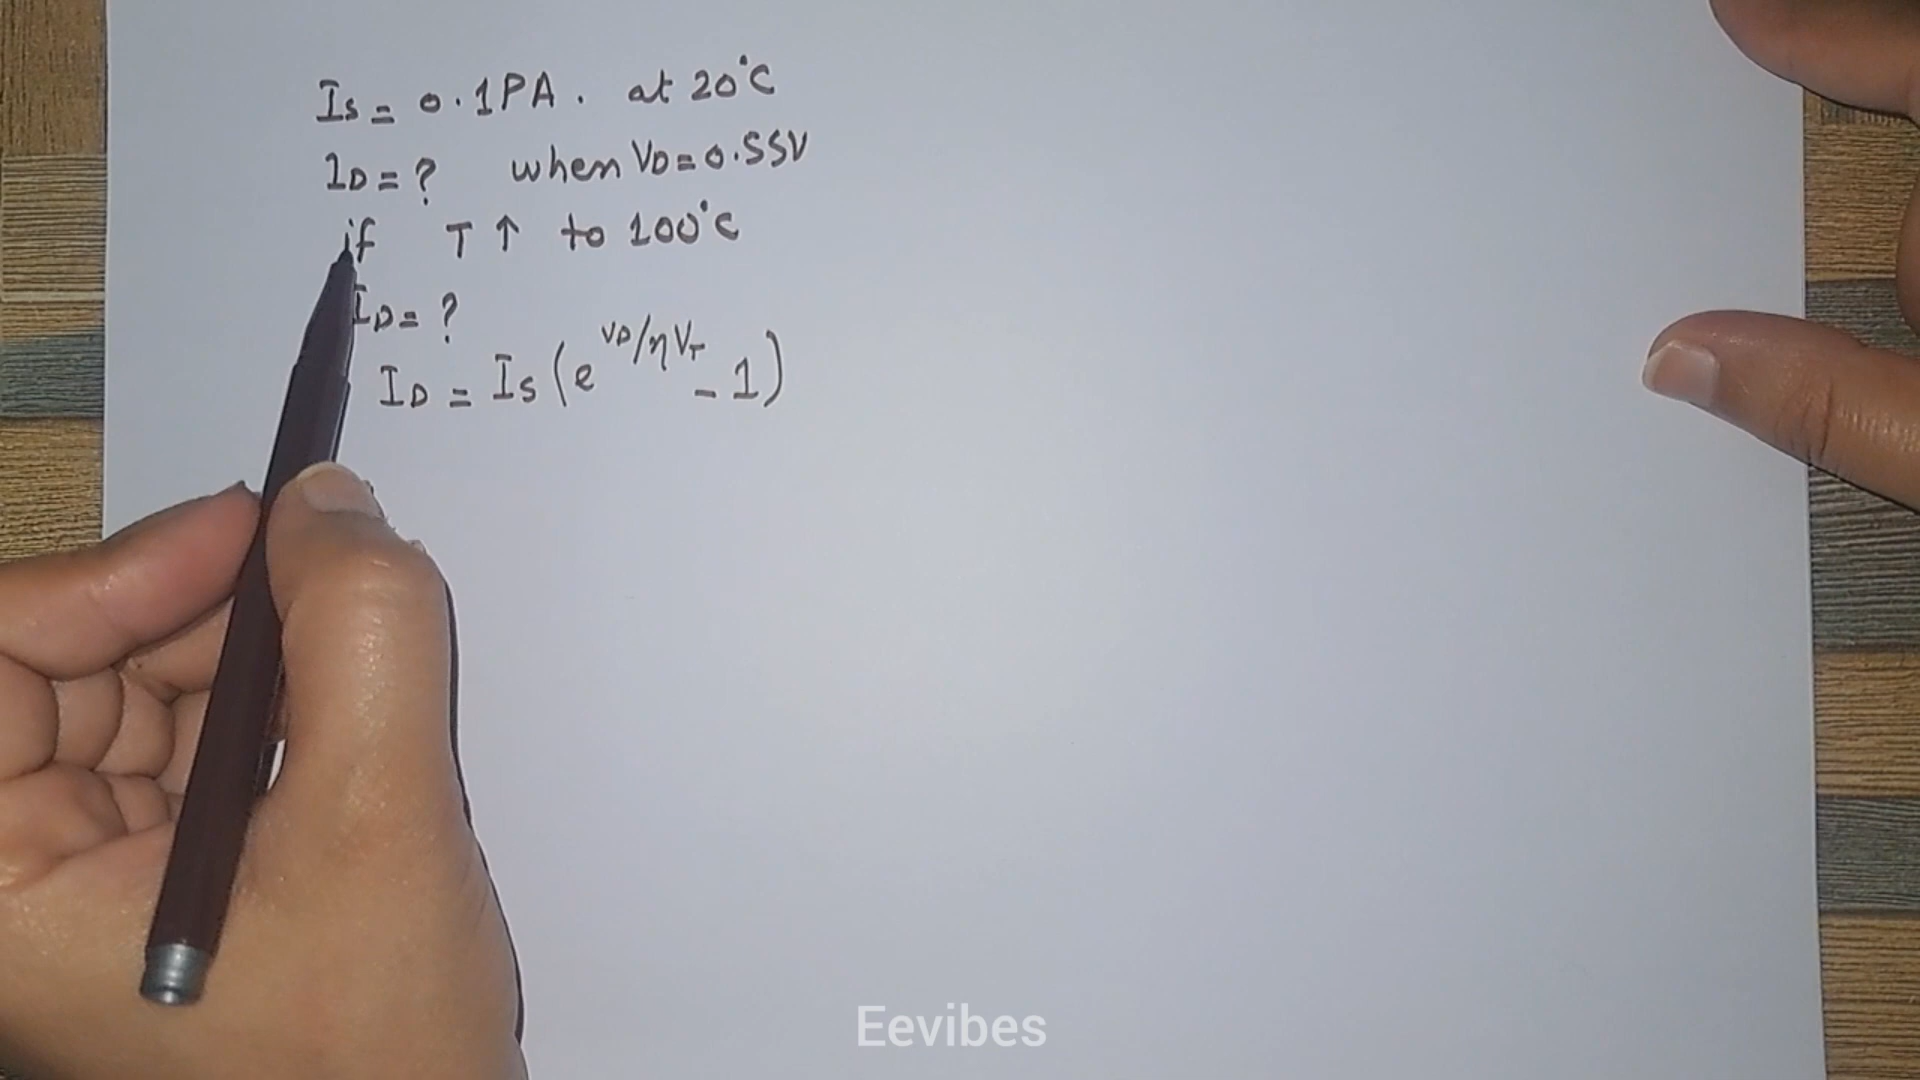 Is = 0.1PA. at 20°C
ID = ? when VD = 0.55V
if T ↑ to 100°C
ID = ?
ID = Is (e^VD/ηVT - 1)
Eevibes